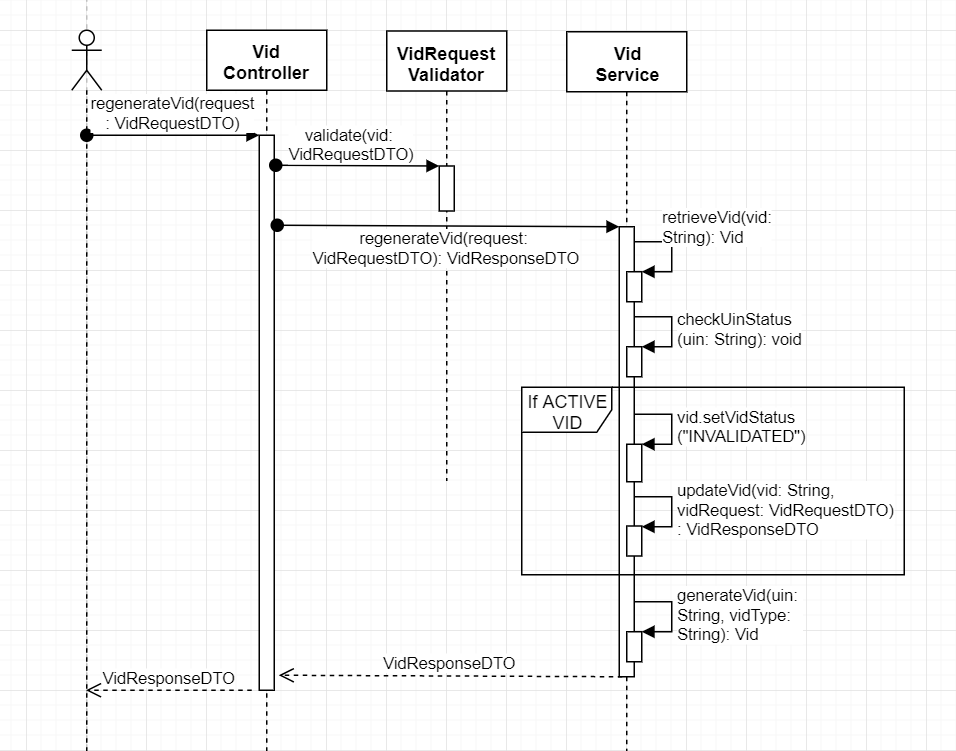 Vid
Controller
VidRequest
Validator
Vid
Service
regenerateVid(request
: VidRequestDTO)
validate(vid:
VidRequestDTO)
regenerateVid(request:
VidRequestDTO): VidResponseDTO
retrieveVid(vid:
String): Vid
checkUinStatus
(uin: String): void
If ACTIVE
VID
vid.setVidStatus
("INVALIDATED")
updateVid(vid: String,
vidRequest: VidRequestDTO)
: VidResponseDTO
generateVid(uin:
String, vidType:
String): Vid
VidResponseDTO
VidResponseDTO